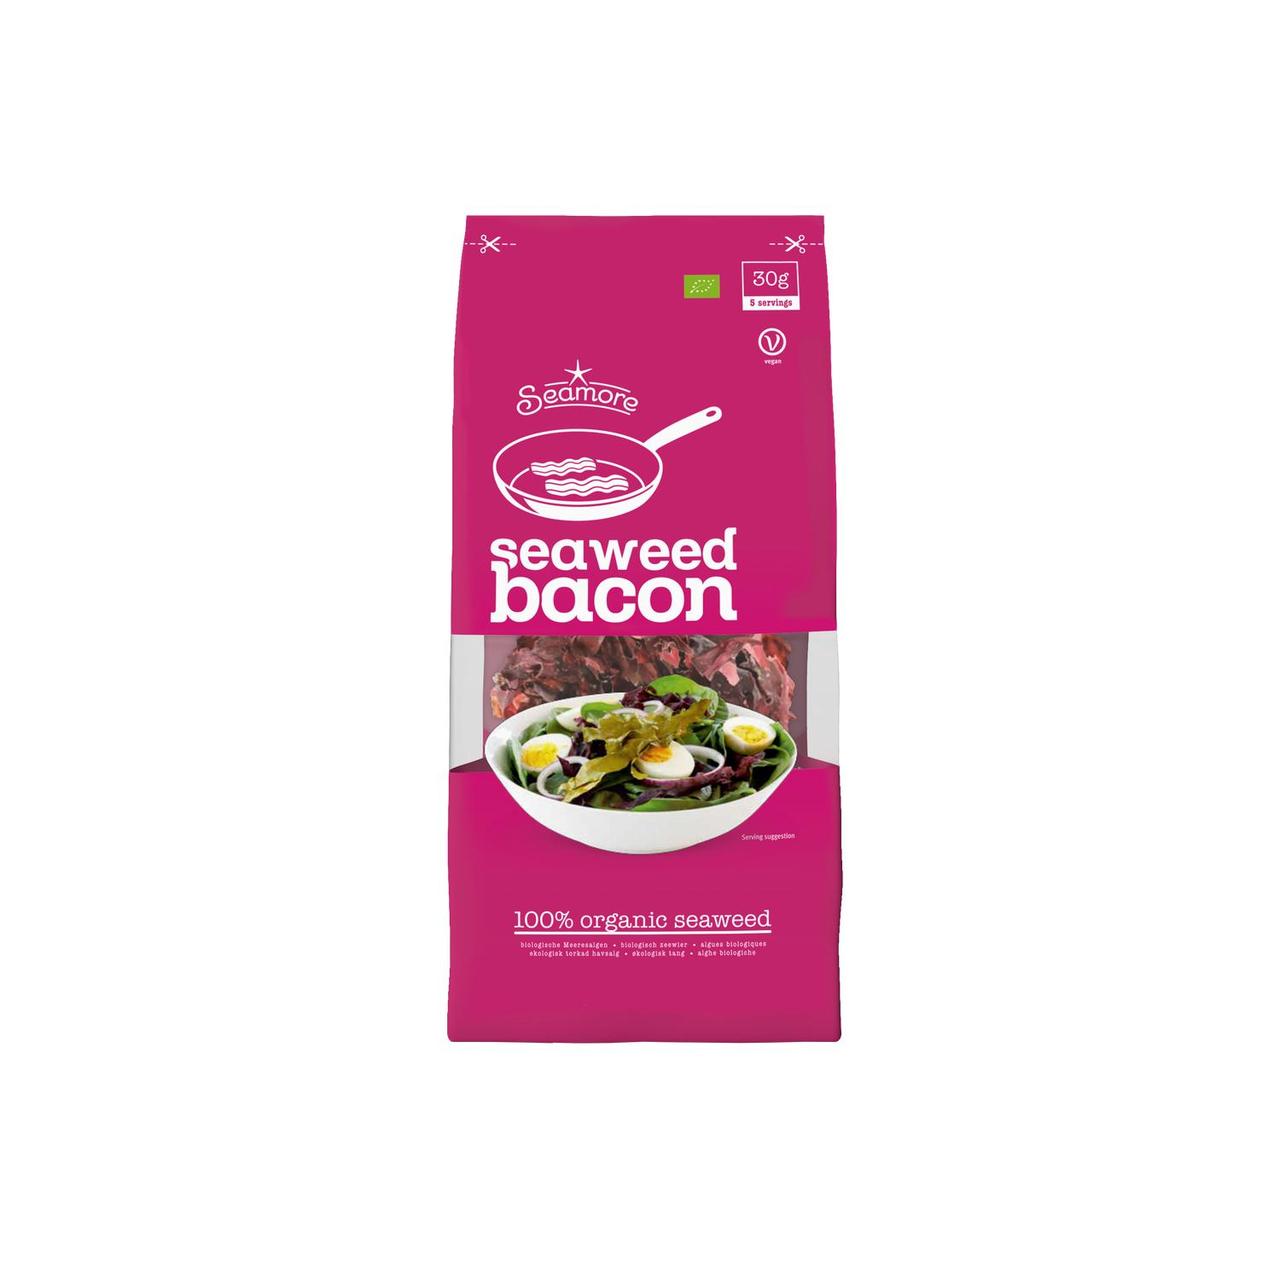 30g
5 servings
vegan
Seamore
seaweed
bacon
Serving suggestion
100% organic seaweed
biologische Meeresalgen • biologisch zeewier • algues biologiques
ekologisk torkad havsalg • økologisk tang • alghe biologiche